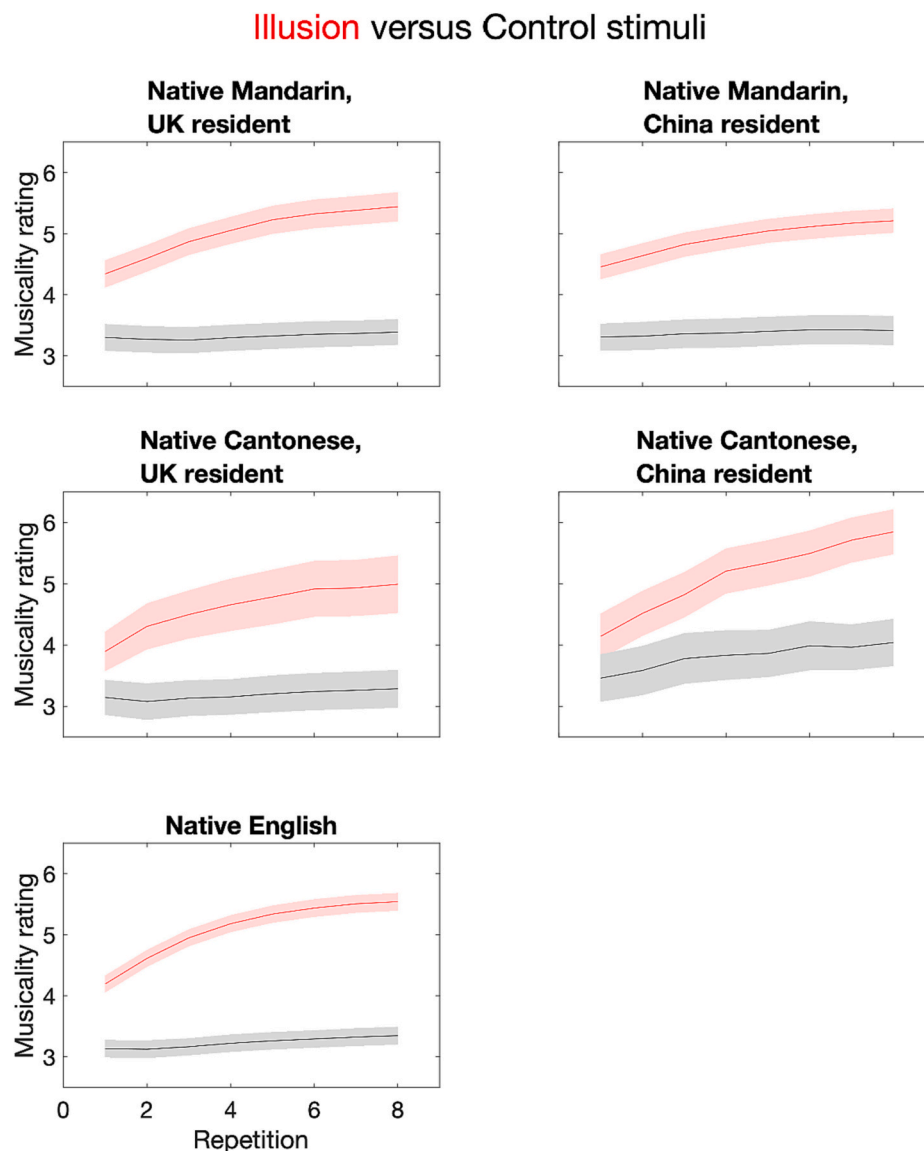 Illusion versus Control stimuli
Native Mandarin,
UK resident
Native Mandarin,
China resident
Musicality rating
6
5
4
3
Native Cantonese,
UK resident
Native Cantonese,
China resident
Musicality rating
6
5
4
3
Native English
Musicality rating
6
5
4
3
0 2 4 6 8
Repetition